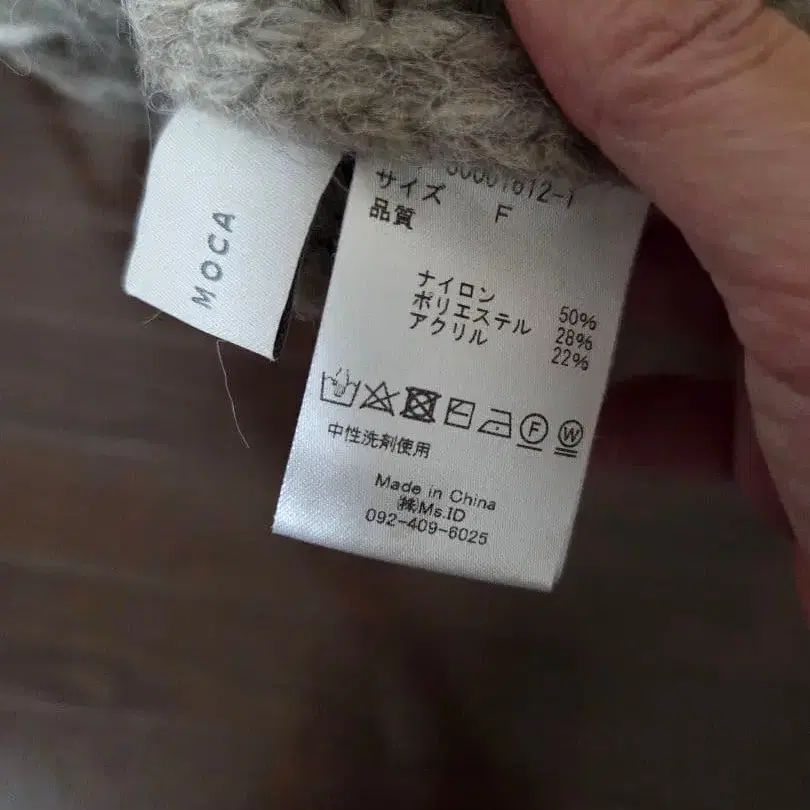 MOCA
サイズ F
品質
ナイロン 50%
ポリエステル 28%
アクリル 22%
F W
中性洗剤使用
Made in China
㈱Ms.ID
092-409-6025